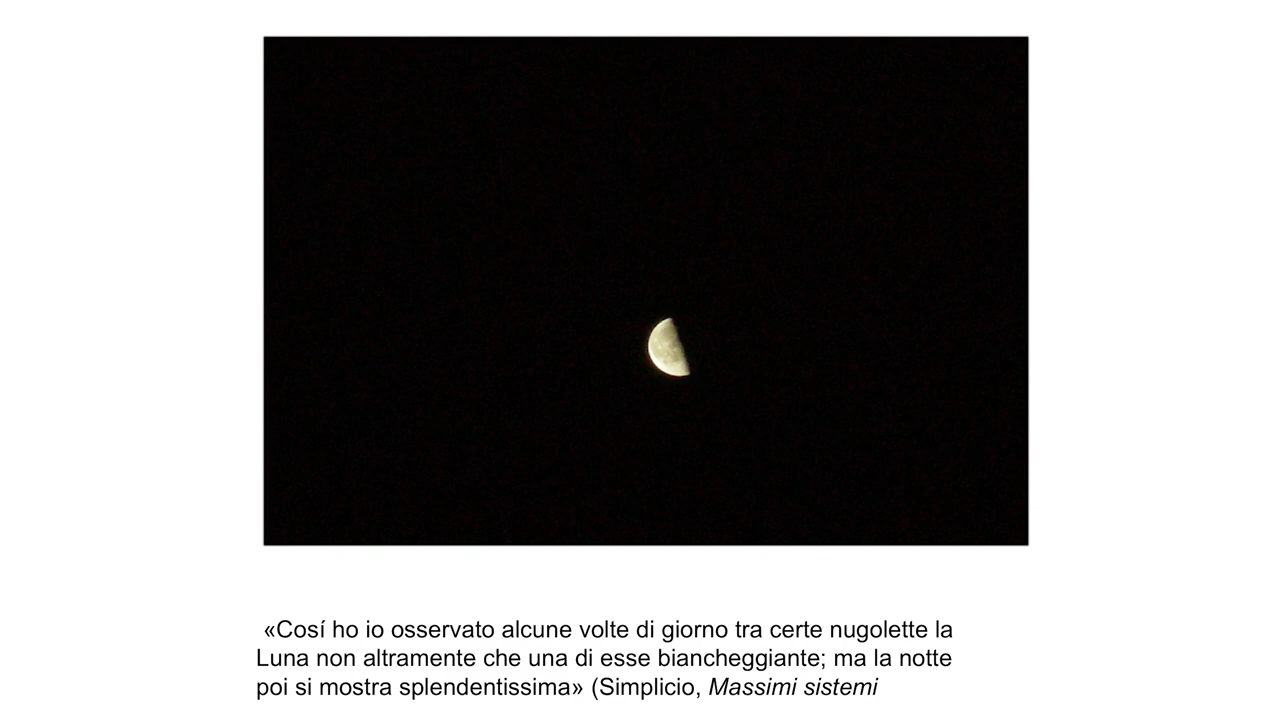 «Cosí ho io osservato alcune volte di giorno tra certe nugolette la
Luna non altramente che una di esse biancheggiante; ma la notte
poi si mostra splendentissima» (Simplicio, Massimi sistemi